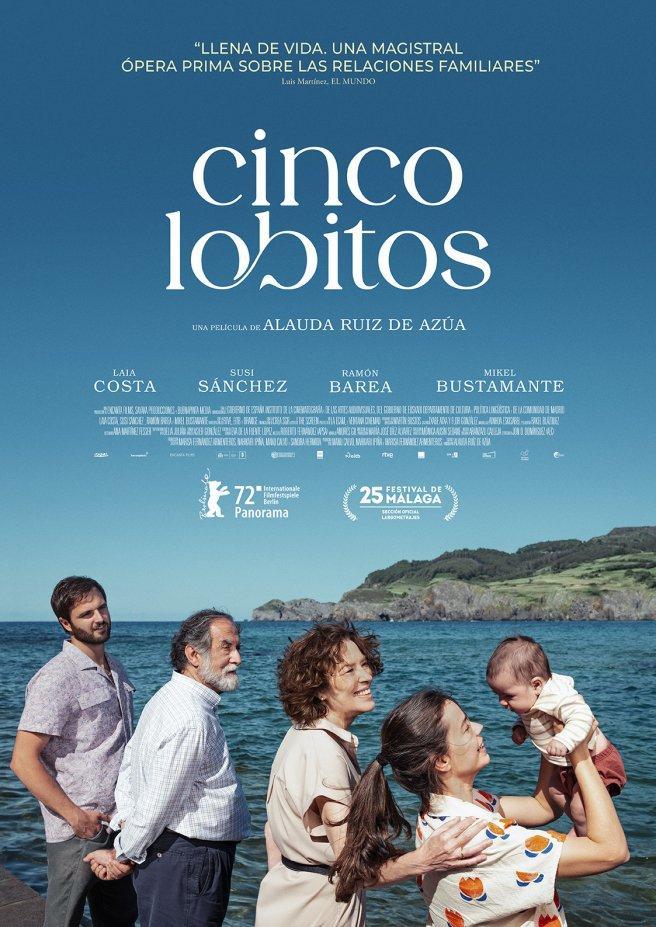 “LLENA DE VIDA. UNA MAGISTRAL
ÓPERA PRIMA SOBRE LAS RELACIONES FAMILIARES”
Luis Martínez, EL MUNDO
cinco
lobitos
UNA PELÍCULA DE ALAUDA RUIZ DE AZÚA
LAIA COSTA SUSI SÁNCHEZ RAMÓN BAREA MIKEL BUSTAMANTE
72 Internationale Filmfestspiele Berlin
Panorama
25 FESTIVAL DE MÁLAGA
SECCIÓN OFICIAL
LARGOMETRAJES